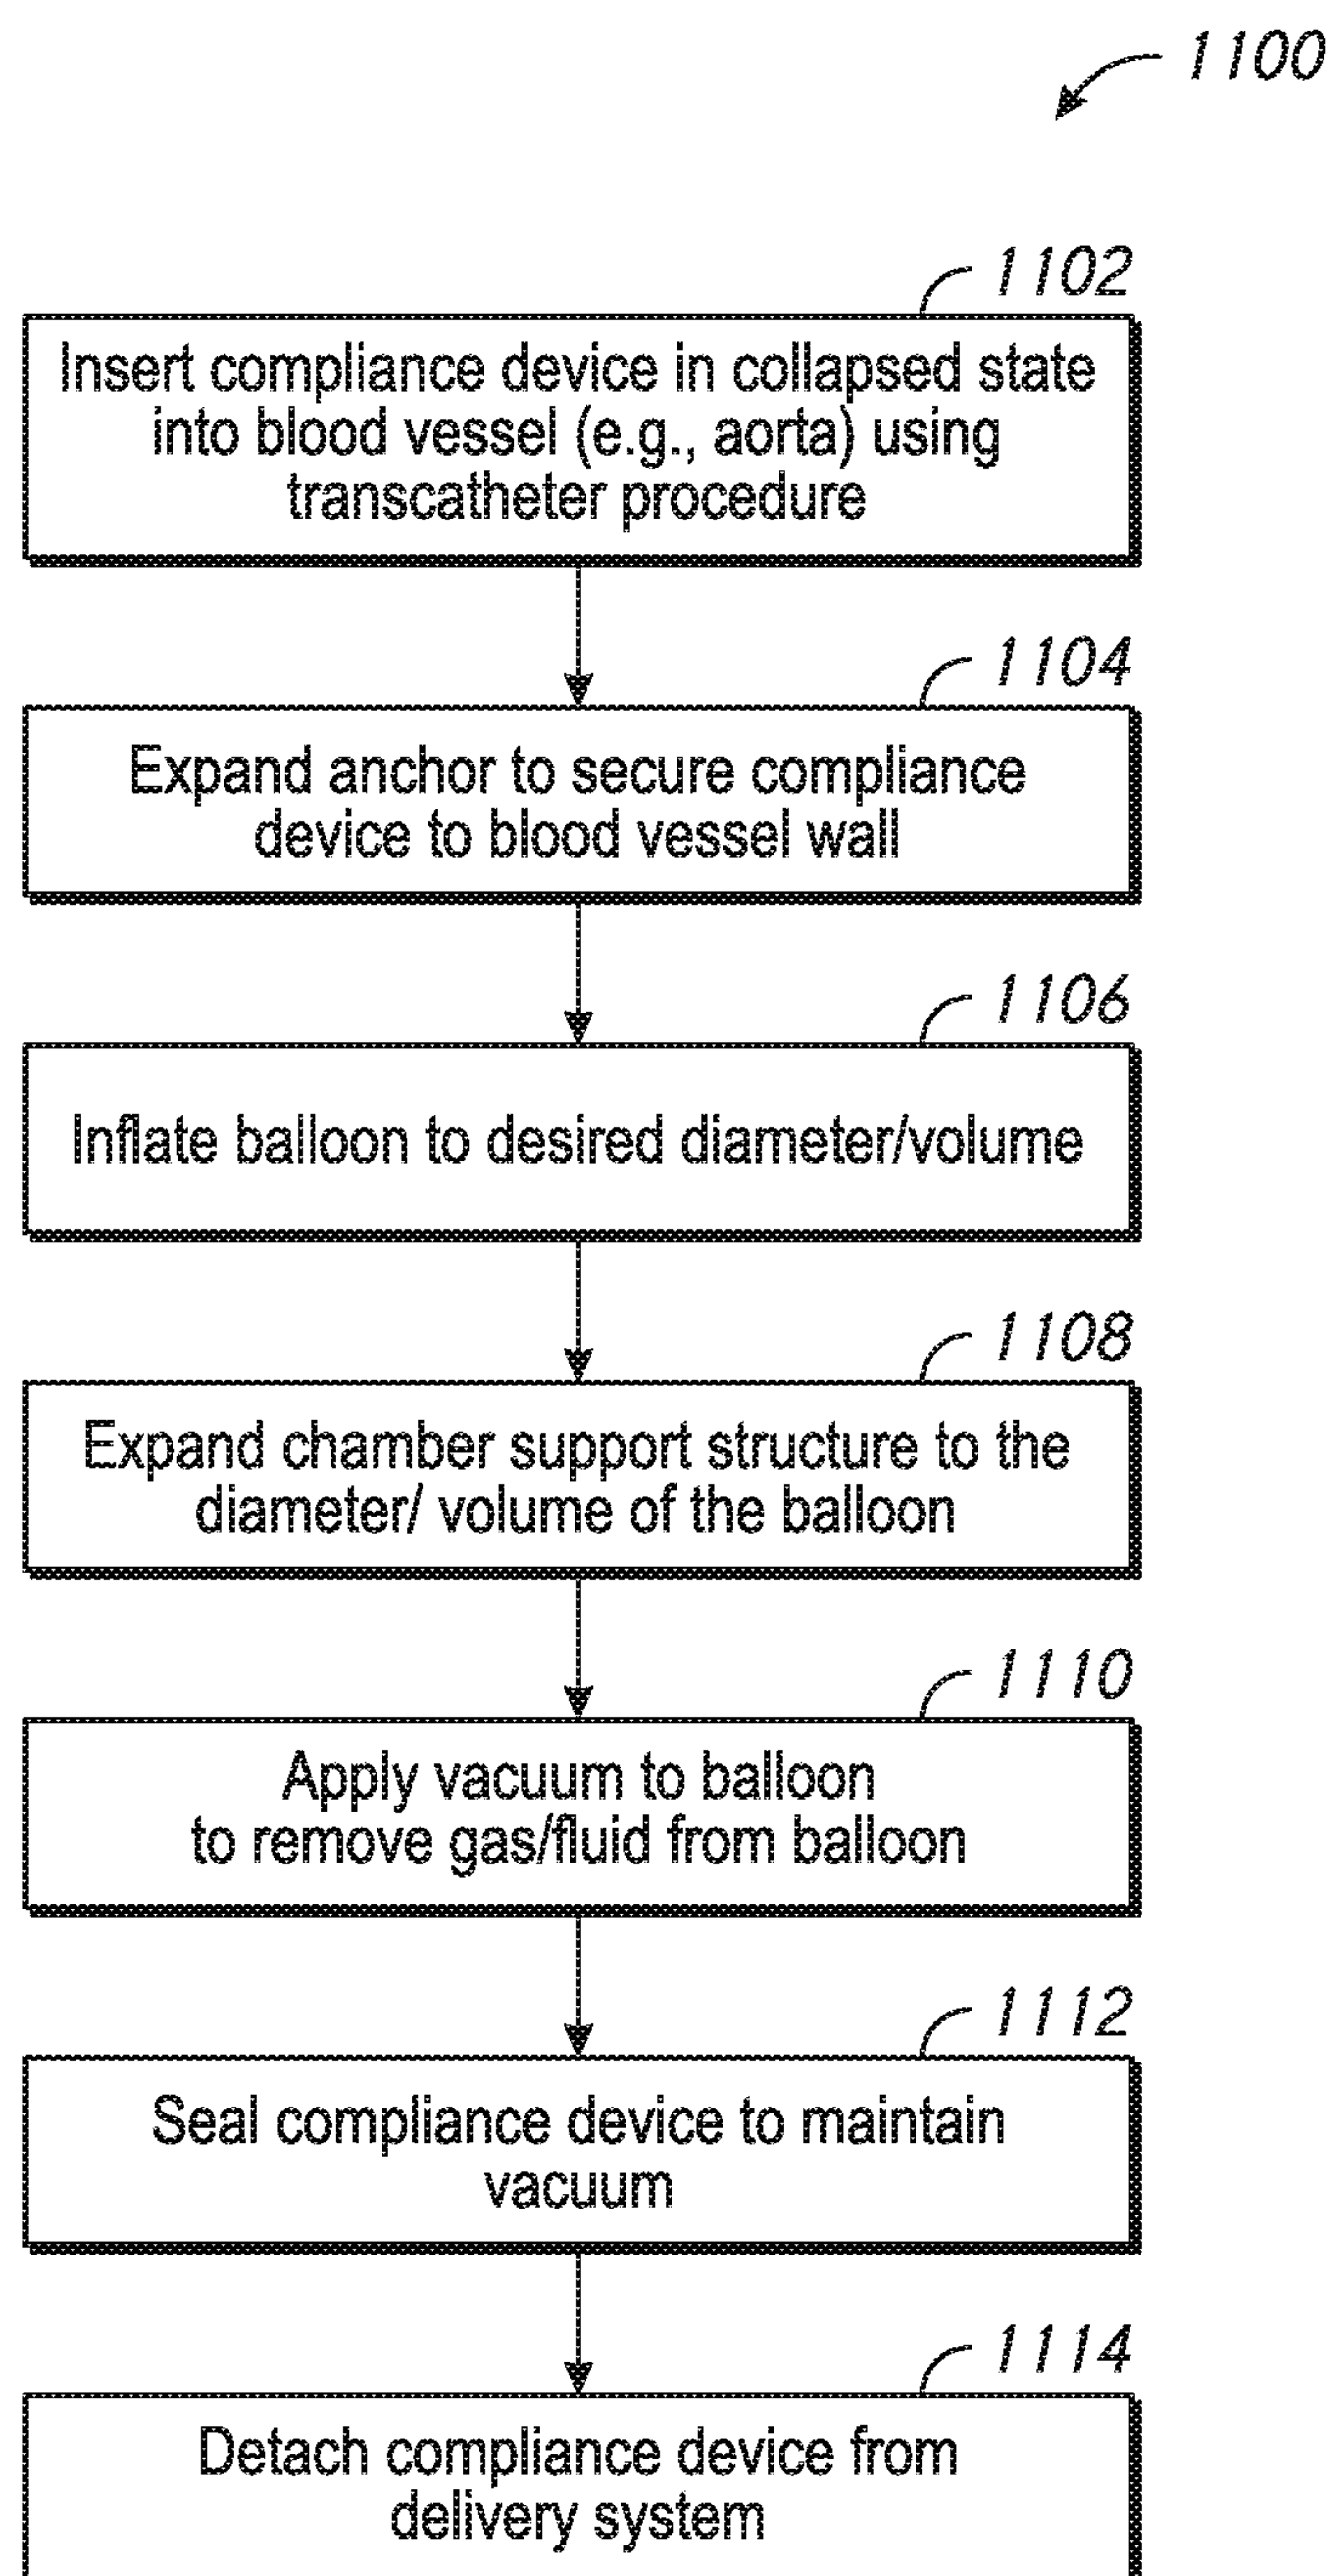 1100
1102
Insert compliance device in collapsed state
into blood vessel (e.g., aorta) using
transcatheter procedure
1104
Expand anchor to secure compliance
device to blood vessel wall
1106
Inflate balloon to desired diameter/volume
1108
Expand chamber support structure to the
diameter/ volume of the balloon
1110
Apply vacuum to balloon
to remove gas/fluid from balloon
1112
Seal compliance device to maintain
vacuum
1114
Detach compliance device from
delivery system